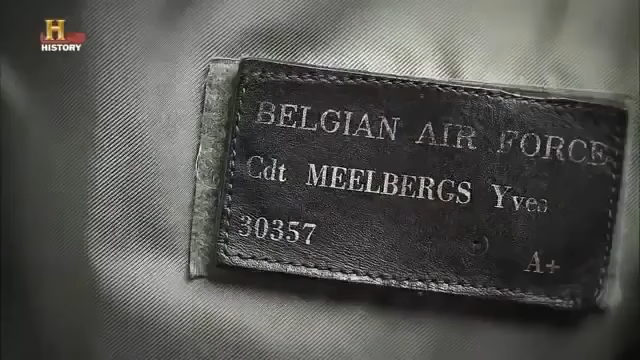 H
HISTORY
BELGIAN AIR FORCE
Cdt MEELBERGS Yves
30357
A+